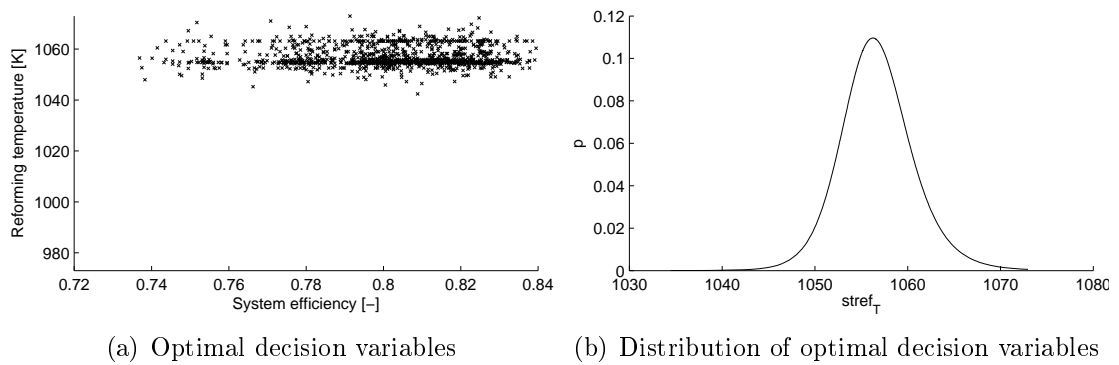 1060
1040
1020
1000
980
Reforming temperature [K]
0.72 0.74 0.76 0.78 0.8 0.82 0.84
System efficiency [−]
(a) Optimal decision variables
0.12
0.1
0.08
0.06
0.04
0.02
0
p
1030 1040 1050 1060 1070 1080
stref_T
(b) Distribution of optimal decision variables